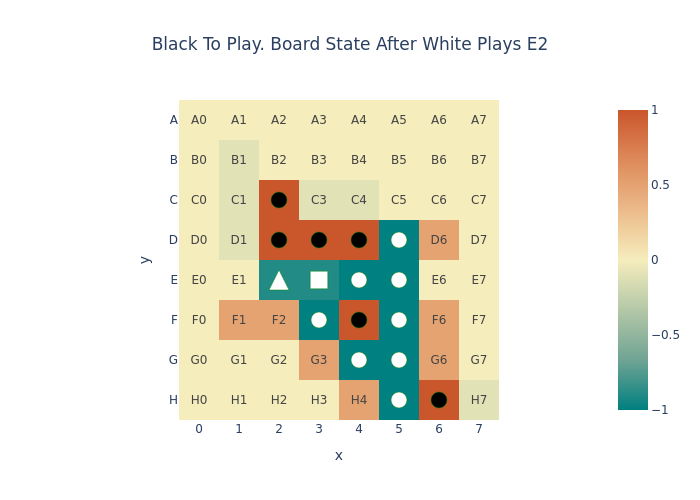 Black To Play. Board State After White Plays E2
A A0 A1 A2 A3 A4 A5 A6 A7 1
B B0 B1 B2 B3 B4 B5 B6 B7
C C0 C1 C3 C4 C5 C6 C7 0.5
D D0 D1 D6 D7
y E E0 E1 E6 E7 0
F F0 F1 F2 F6 F7 −0.5
G G0 G1 G2 G3 G6 G7
H H0 H1 H2 H3 H4 H7 −1
0 1 2 3 4 5 6 7
x